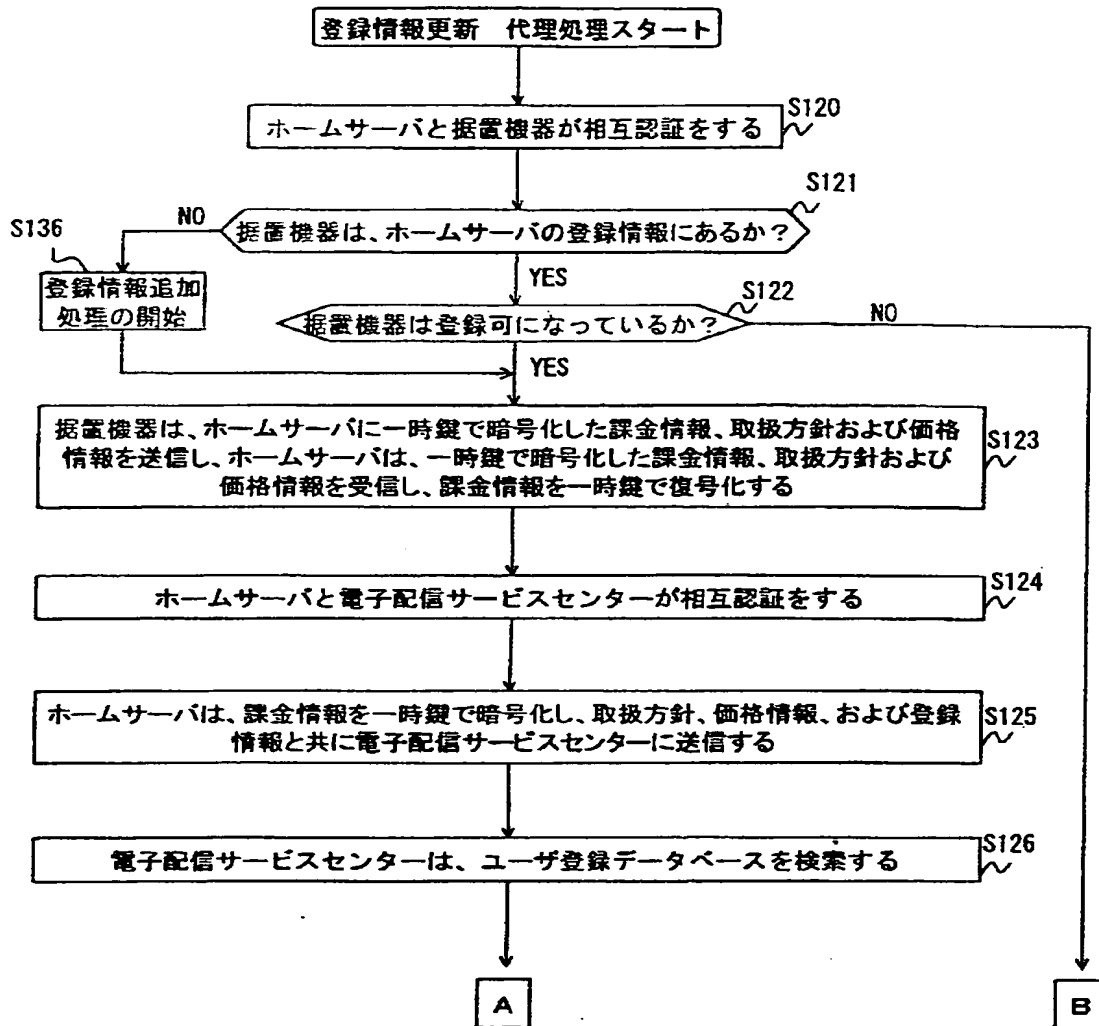 登録情報更新 代理処理スタート
S120
ホームサーバと据置機器が相互認証をする
S121
据置機器は、ホームサーバの登録情報にあるか?
NO
S136
登録情報追加
処理の開始
YES
S122
据置機器は登録可になっているか?
NO
YES
S123
据置機器は、ホームサーバに一時鍵で暗号化した課金情報、取扱方針および価格
情報を送信し、ホームサーバは、一時鍵で暗号化した課金情報、取扱方針および
価格情報を受信し、課金情報を一時鍵で復号化する
S124
ホームサーバと電子配信サービスセンターが相互認証をする
S125
ホームサーバは、課金情報を一時鍵で暗号化し、取扱方針、価格情報、および登録
情報と共に電子配信サービスセンターに送信する
S126
電子配信サービスセンターは、ユーザ登録データベースを検索する
A
B